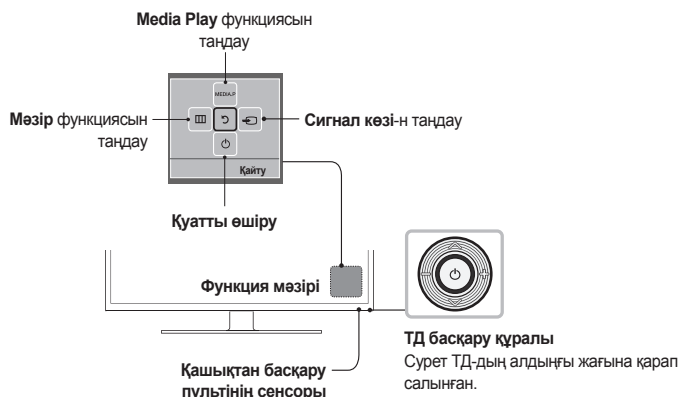 Media Play функциясын
таңдау
MEDIA.P
Мәзір функциясын
таңдау
Сигнал көзі-н таңдау
Қайту
Қуатты өшіру
Функция мәзірі
ТД басқару құралы
Сурет ТД-дың алдыңғы жағына қарап
салынған.
Қашықтан басқару
пультінің сенсоры